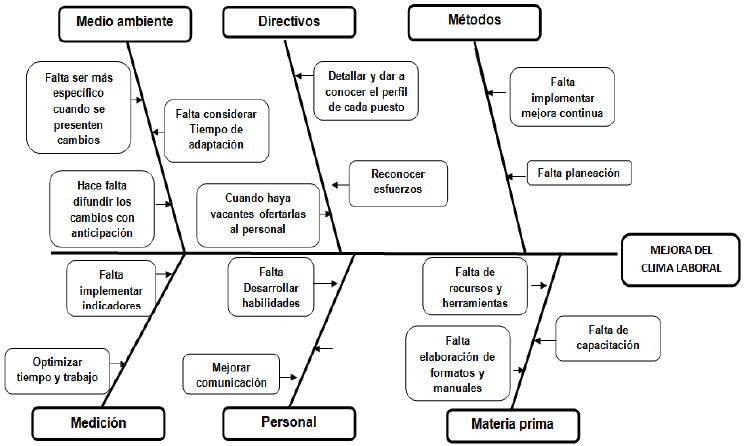 Medio ambiente
Directivos
Métodos
Falta ser más
específico
cuando se
presenten
cambios
Falta considerar
Tiempo de
adaptación
Hace falta
difundir los
cambios con
anticipación
Detallar y dar a
conocer el perfil
de cada puesto
Reconocer
esfuerzos
Cuando haya
vacantes ofertarlas
al personal
Falta
implementar
mejora continua
Falta planeación
MEJORA DEL
CLIMA LABORAL
Falta
implementar
indicadores
Optimizar
tiempo y trabajo
Falta
Desarrollar
habilidades
Mejorar
comunicación
Falta de
recursos y
herramientas
Falta de
capacitación
Falta
elaboración de
formatos y
manuales
Medición
Personal
Materia prima